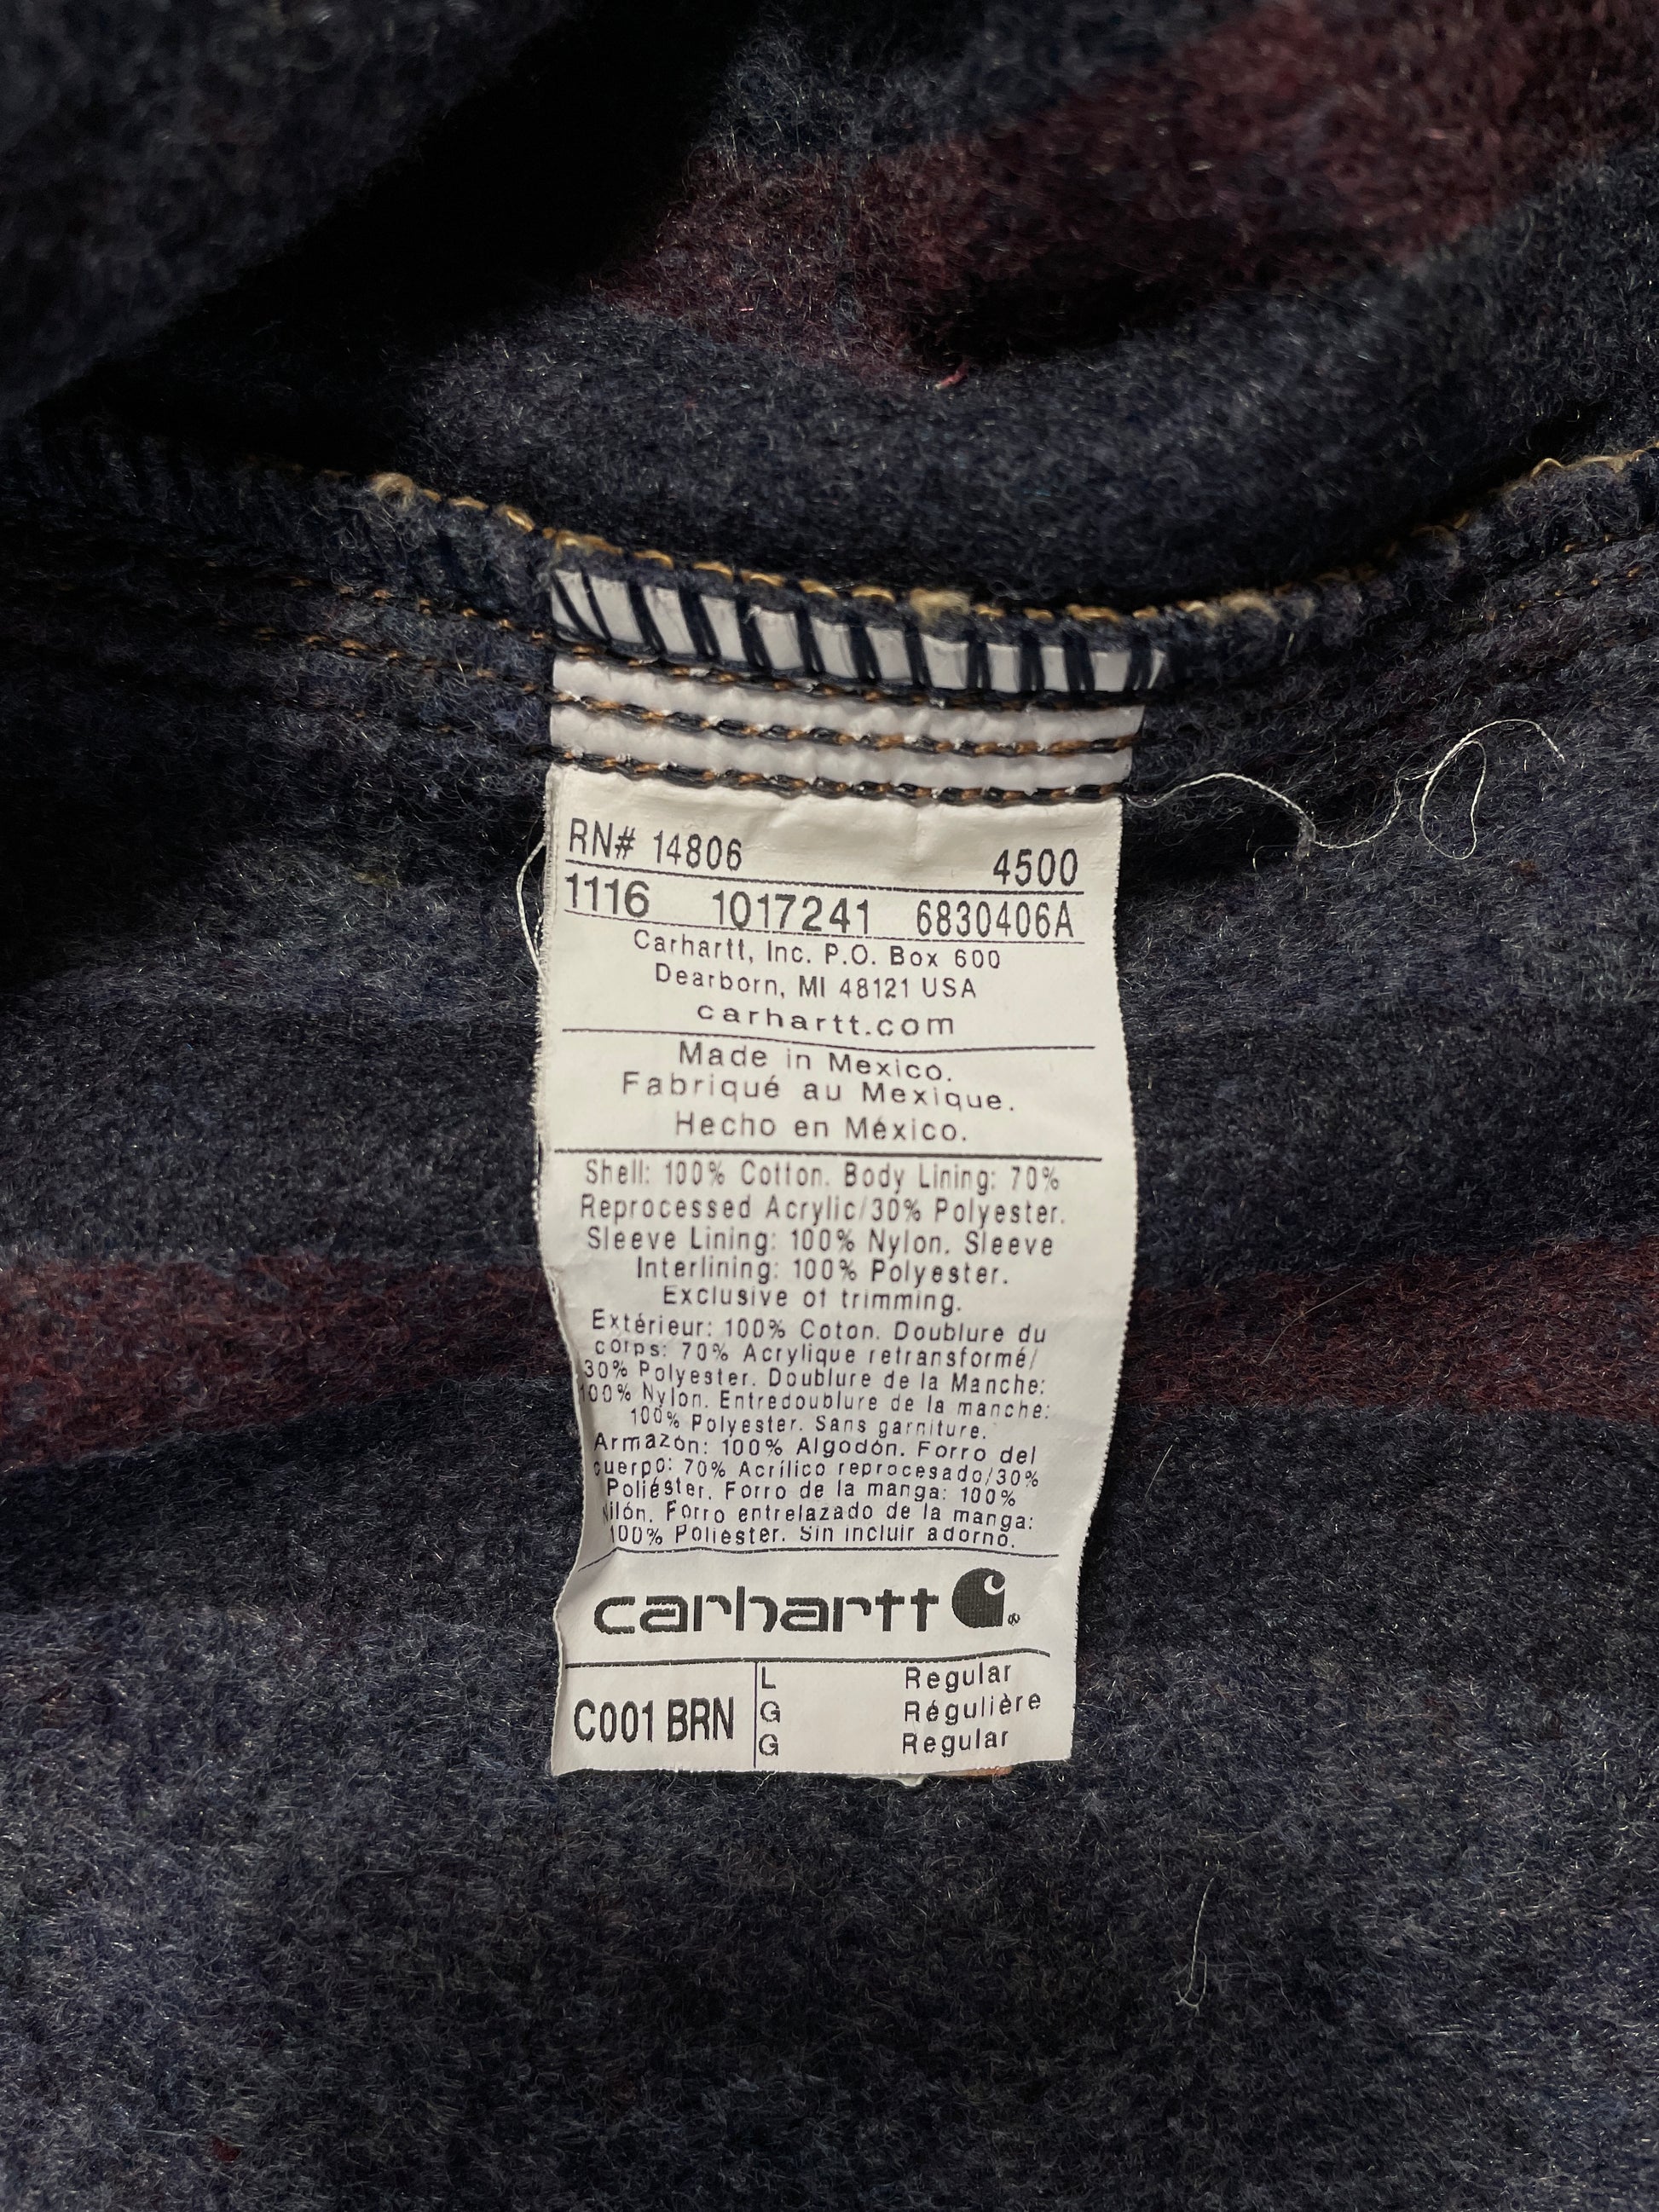 RN# 14806 4500
1116 1017241 6830406A
Carhartt, Inc. P.O. Box 600
Dearborn, MI 48121 USA
carhartt.com
Made in Mexico.
Fabriqué au Mexique.
Hecho en México.
Shell: 100% Cotton. Body Lining: 70%
Reprocessed Acrylic/30% Polyester.
Sleeve Lining: 100% Nylon. Sleeve
Interlining: 100% Polyester.
Exclusive of trimming.
Extérieur: 100% Coton. Doublure du
corps: 70% Acrylique retransformé/
30% Polyester. Doublure de la Manche:
100% Nylon. Entredoublure de la manche:
100% Polyester. Sans garniture.
Armazón: 100% Algodón. Forro del
cuerpo: 70% Acrílico reprocesado/30%
Poliéster. Forro de la manga: 100%
Nilón. Forro entrelazado de la manga:
100% Poliéster. Sin incluir adorno.
carhartt ®
C001 BRN
L Regular
G Régulière
G Regular